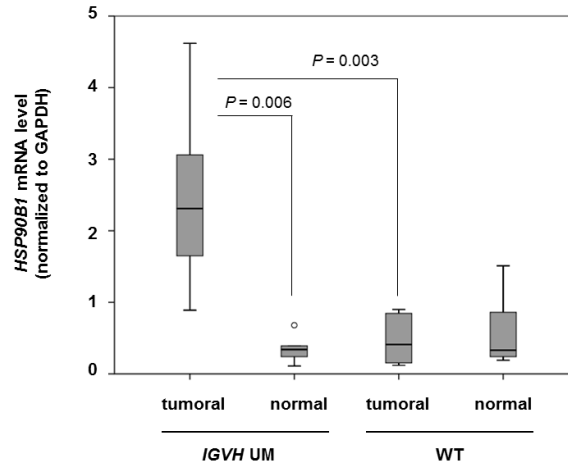 HSP90B1 mRNA level
(normalized to GAPDH)
5
4
3
2
1
0
P = 0.003
P = 0.006
tumoral normal tumoral normal
IGVH UM WT